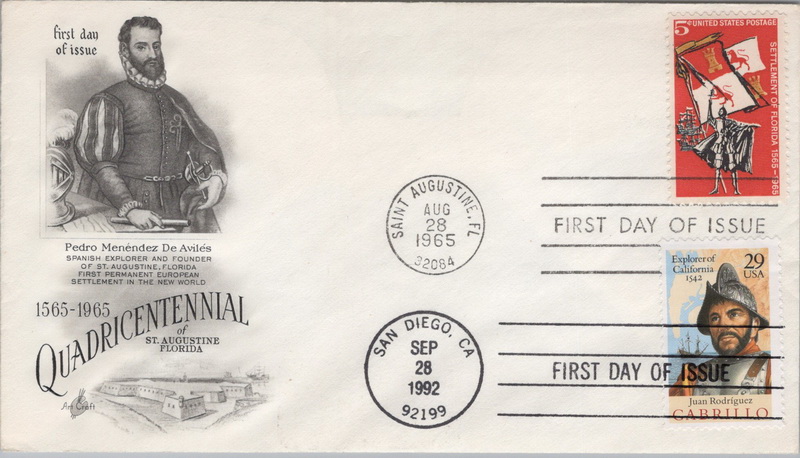 first day
of issue
Pedro Menéndez De Avilés
SPANISH EXPLORER AND FOUNDER
OF ST. AUGUSTINE, FLORIDA
FIRST PERMANENT EUROPEAN
SETTLEMENT IN THE NEW WORLD
1565-1965
QUADRICENTENNIAL
of
ST. AUGUSTINE
FLORIDA
Art Craft
SAINT AUGUSTINE, FL
AUG
28
1965
32084
FIRST DAY OF ISSUE
5¢ UNITED STATES POSTAGE
SETTLEMENT OF FLORIDA 1565-1965
SAN DIEGO, CA
SEP
28
1992
92199
FIRST DAY OF ISSUE
Explorer of
California
1542
29
USA
Juan Rodríguez
CABRILLO